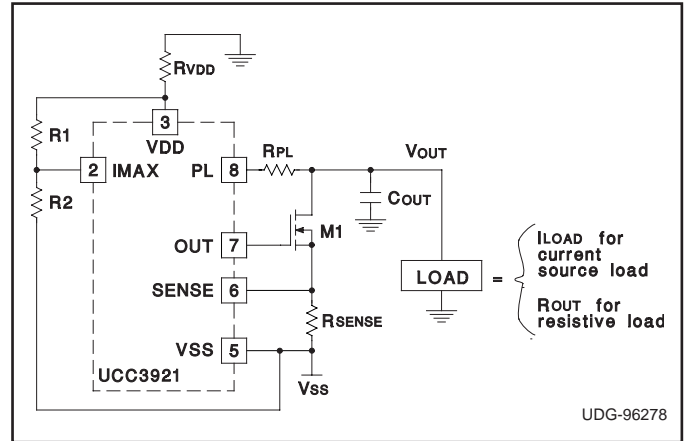 RVDD
R1
3
VDD
2 IMAX
PL 8
RPL
VOUT
COUT
R2
M1
OUT 7
ILOAD for
current
source load
LOAD =
SENSE 6
ROUT for
resistive load
RSENSE
VSS 5
UCC3921
VSS
UDG-96278